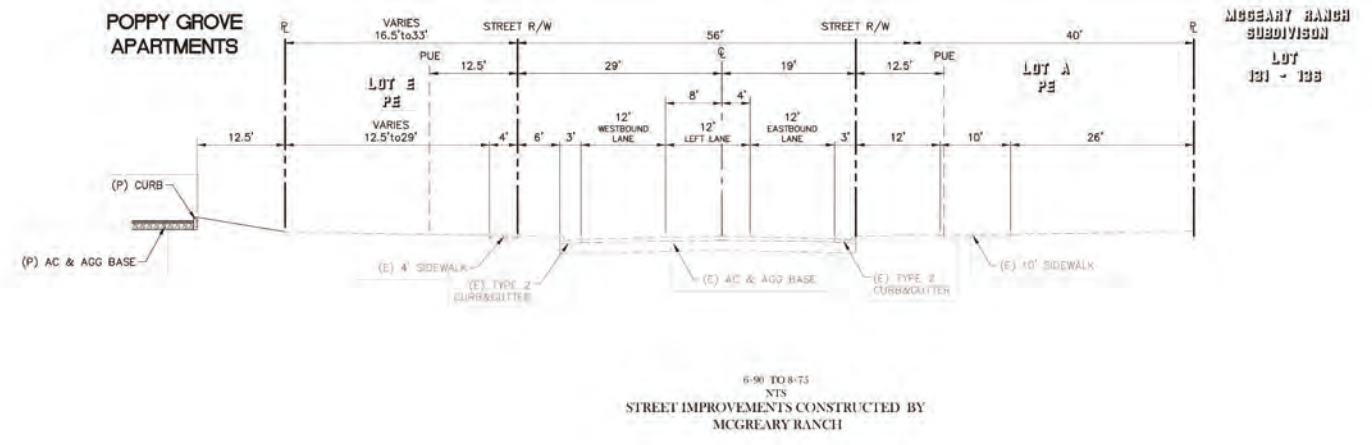 POPPY GROVE
APARTMENTS
MCGEARY RANCH
SUBDIVISON
LOT
131 - 136
VARIES
16.5'to33'
STREET R/W
56'
STREET R/W
40'
PUE
12.5'
29'
19'
12.5'
PUE
LOT E
PE
LOT A
PE
8'
4'
VARIES
12.5'to29'
12.5'
4'
6'
3'
12'
WESTBOUND
LANE
12'
LEFT LANE
12'
EASTBOUND
LANE
3'
12'
10'
26'
(P) CURB
(P) AC & AGG BASE
(E) 4' SIDEWALK
(E) TYPE 2
CURB&GUTTER
(E) AC & AGG BASE
(E) TYPE 2
CURB&GUTTER
(E) 10' SIDEWALK
6-90 TO 8-75
NTS
STREET IMPROVEMENTS CONSTRUCTED BY
MCGREARY RANCH